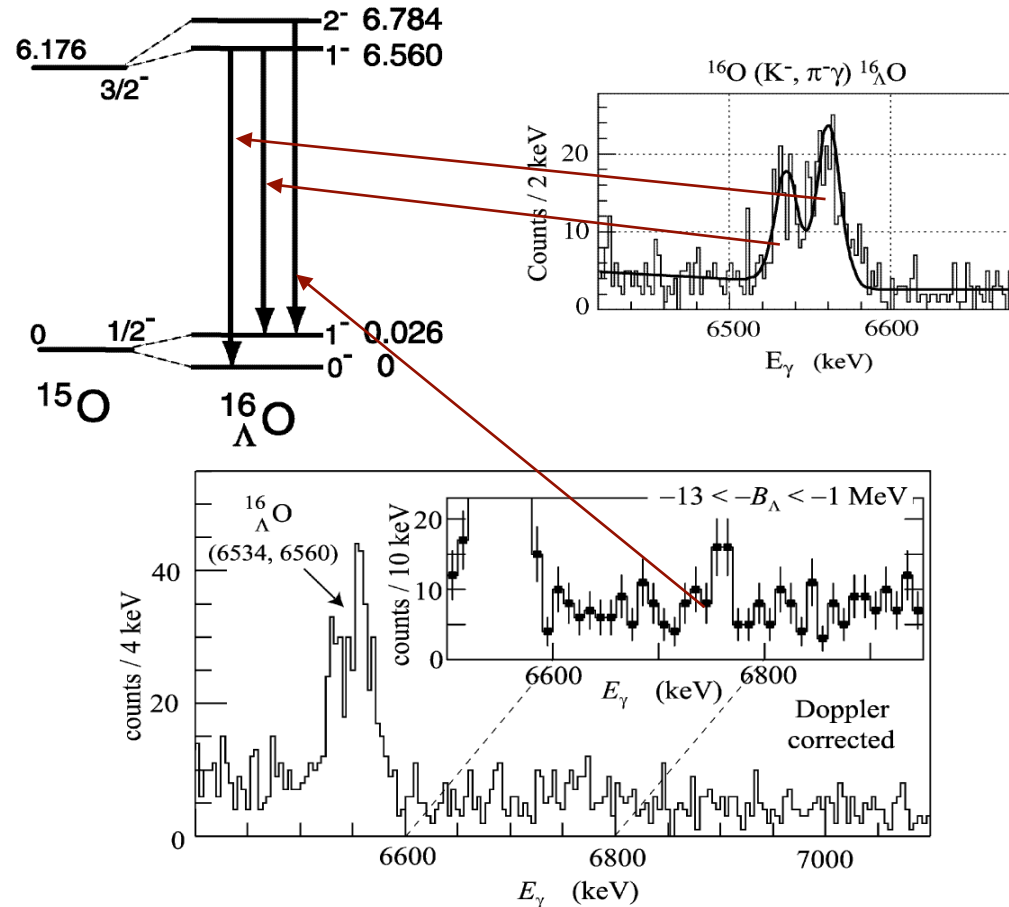 2⁻ 6.784
6.176
1⁻ 6.560
3/2⁻
0 1/2⁻
1⁻ 0.026
0⁻ 0
¹⁵O
¹⁶ΛO
¹⁶O (K⁻, π⁻γ) ¹⁶ΛO
Counts / 2 keV
20
10
0
6500 6600
Eγ (keV)
¹⁶ΛO
(6534, 6560)
counts / 4 keV
40
20
0
6600 6800 7000
Eγ (keV)
−13 < −BΛ < −1 MeV
counts / 10 keV
20
10
0
6600 6800
Eγ (keV)
Doppler
corrected